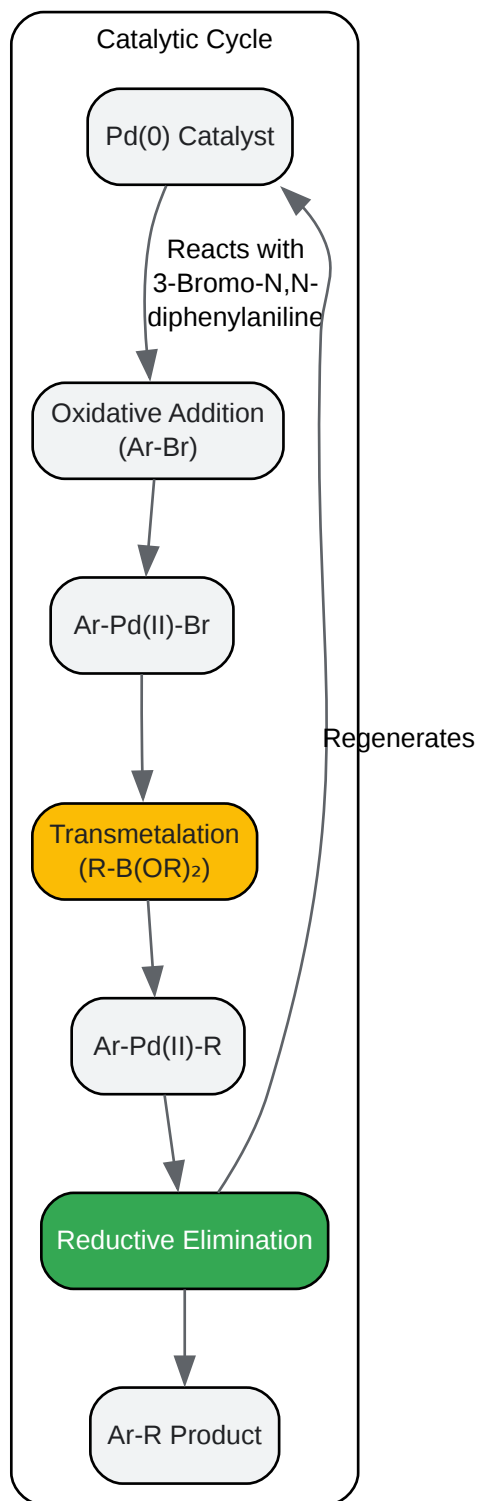 Catalytic Cycle
Pd(0) Catalyst
Reacts with
3-Bromo-N,N-
diphenylaniline
Oxidative Addition
(Ar-Br)
Ar-Pd(II)-Br
Regenerates
Transmetalation
(R-B(OR)₂)
Ar-Pd(II)-R
Reductive Elimination
Ar-R Product